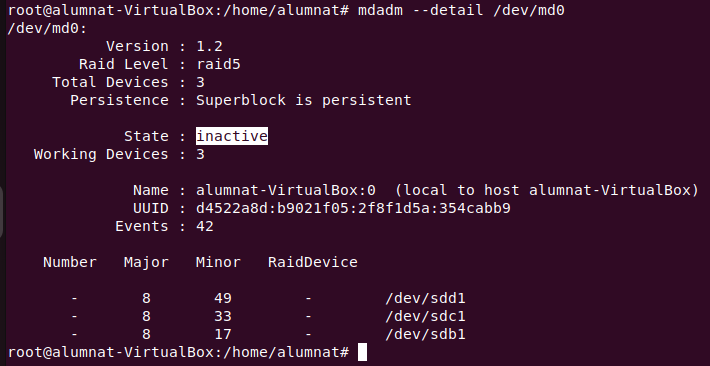 root@alumnat-VirtualBox:/home/alumnat# mdadm --detail /dev/md0
/dev/md0:
Version : 1.2
Raid Level : raid5
Total Devices : 3
Persistence : Superblock is persistent
State : inactive
Working Devices : 3
Name : alumnat-VirtualBox:0  (local to host alumnat-VirtualBox)
UUID : d4522a8d:b9021f05:2f8f1d5a:354cabb9
Events : 42
Number   Major   Minor   RaidDevice
-       8       49        -        /dev/sdd1
-       8       33        -        /dev/sdc1
-       8       17        -        /dev/sdb1
root@alumnat-VirtualBox:/home/alumnat#